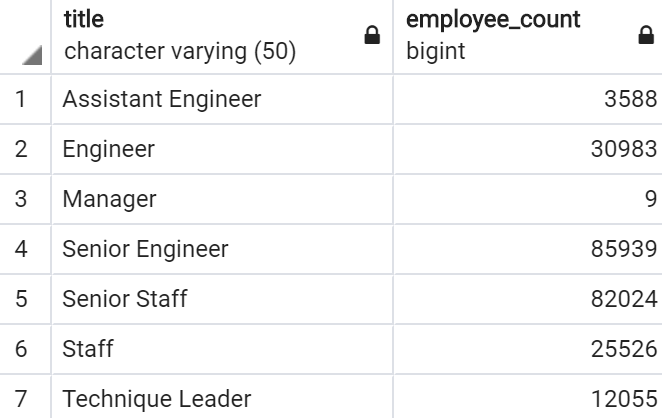 title employee_count
character varying (50) bigint
1 Assistant Engineer 3588
2 Engineer 30983
3 Manager 9
4 Senior Engineer 85939
5 Senior Staff 82024
6 Staff 25526
7 Technique Leader 12055